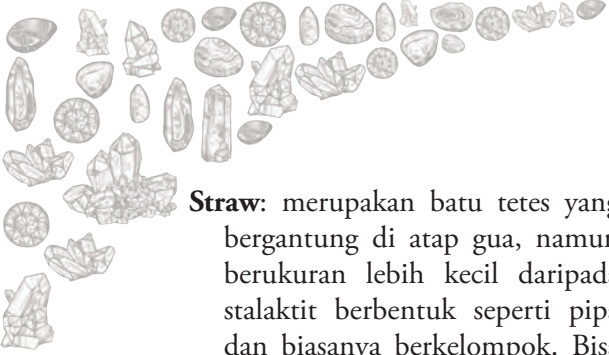 Straw: merupakan batu tetes yang
bergantung di atap gua, namun
berukuran lebih kecil daripada
stalaktit berbentuk seperti pipa
dan biasanya berkelompok. Bisa